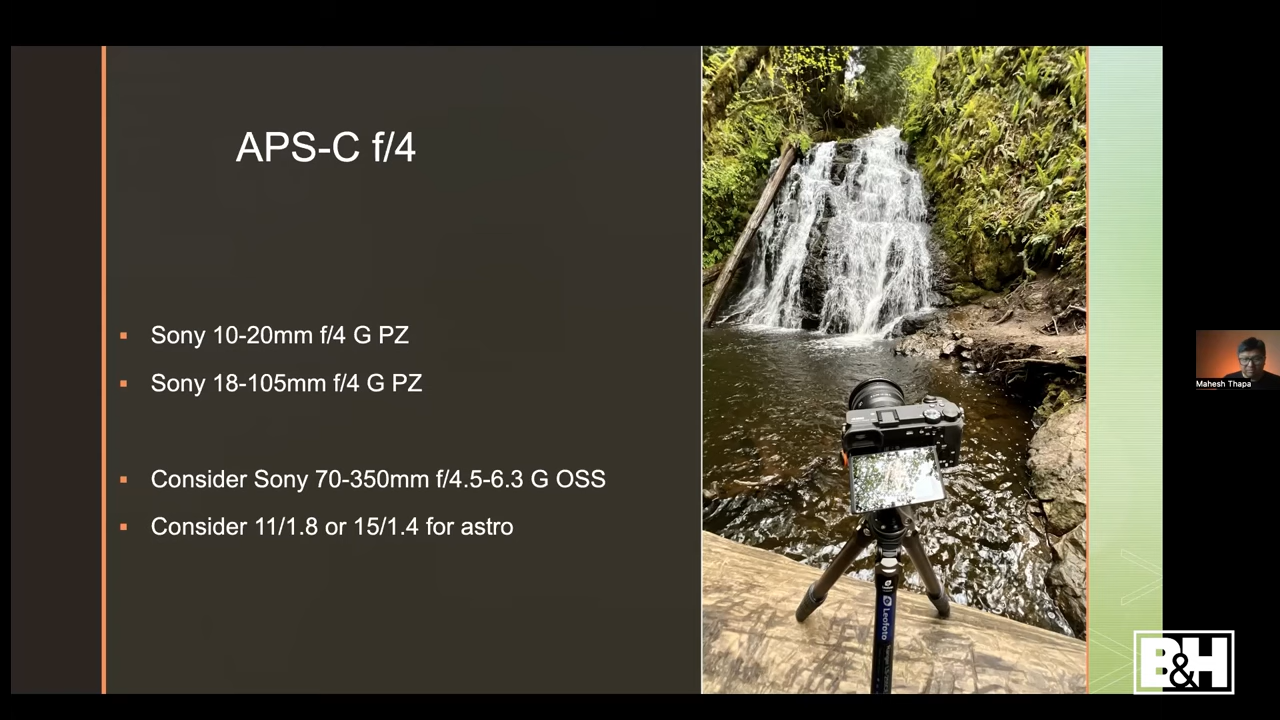 APS-C f/4
▪ Sony 10-20mm f/4 G PZ
▪ Sony 18-105mm f/4 G PZ
▪ Consider Sony 70-350mm f/4.5-6.3 G OSS
▪ Consider 11/1.8 or 15/1.4 for astro
Leofoto
Mahesh Thapa
B&H